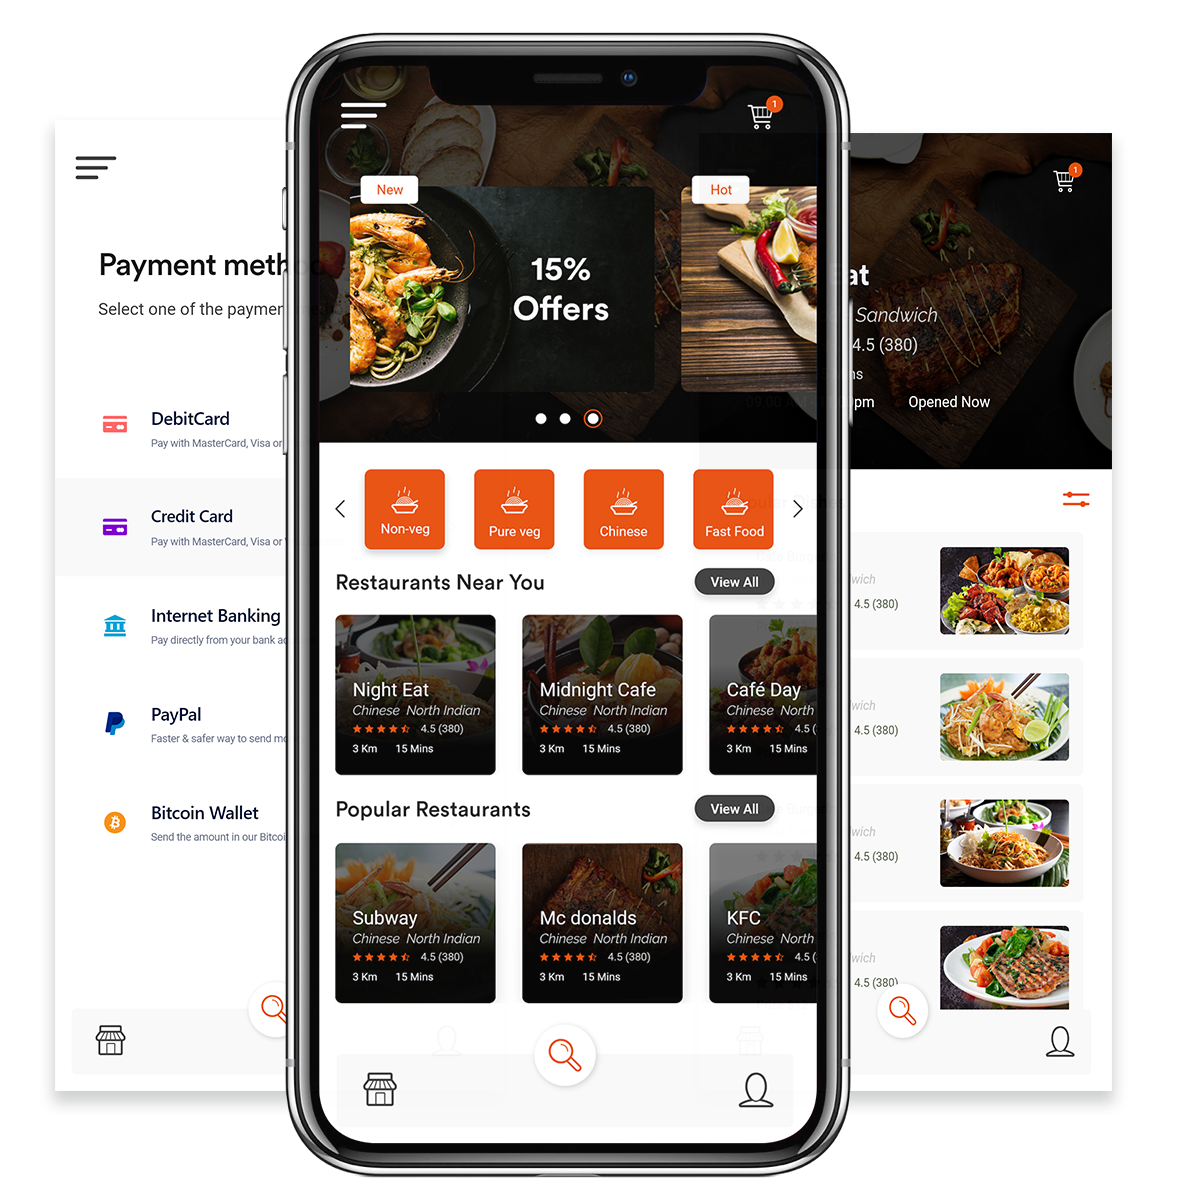 Payment meth
Select one of the paymen
DebitCard
Pay with MasterCard, Visa or
Credit Card
Pay with MasterCard, Visa or
Internet Banking
Pay directly from your bank ac
PayPal
Faster & safer way to send mo
Bitcoin Wallet
Send the amount in our Bitcoi
1
New
Hot
15%
Offers
Non-veg
Pure veg
Chinese
Fast Food
Restaurants Near You
View All
Night Eat
Chinese North Indian
4.5 (380)
3 Km 15 Mins
Midnight Cafe
Chinese North Indian
4.5 (380)
3 Km 15 Mins
Café Day
Chinese North
4.5 (
3 Km 15 Mins
Popular Restaurants
View All
Subway
Chinese North Indian
4.5 (380)
3 Km 15 Mins
Mc donalds
Chinese North Indian
4.5 (380)
3 Km 15 Mins
KFC
Chinese North
4.5 (
3 Km 15 Mins
1
Eat
Sandwich
4.5 (380)
ns
pm Opened Now
wich
4.5 (380)
wich
4.5 (380)
wich
4.5 (380)
wich
4.5 (380)